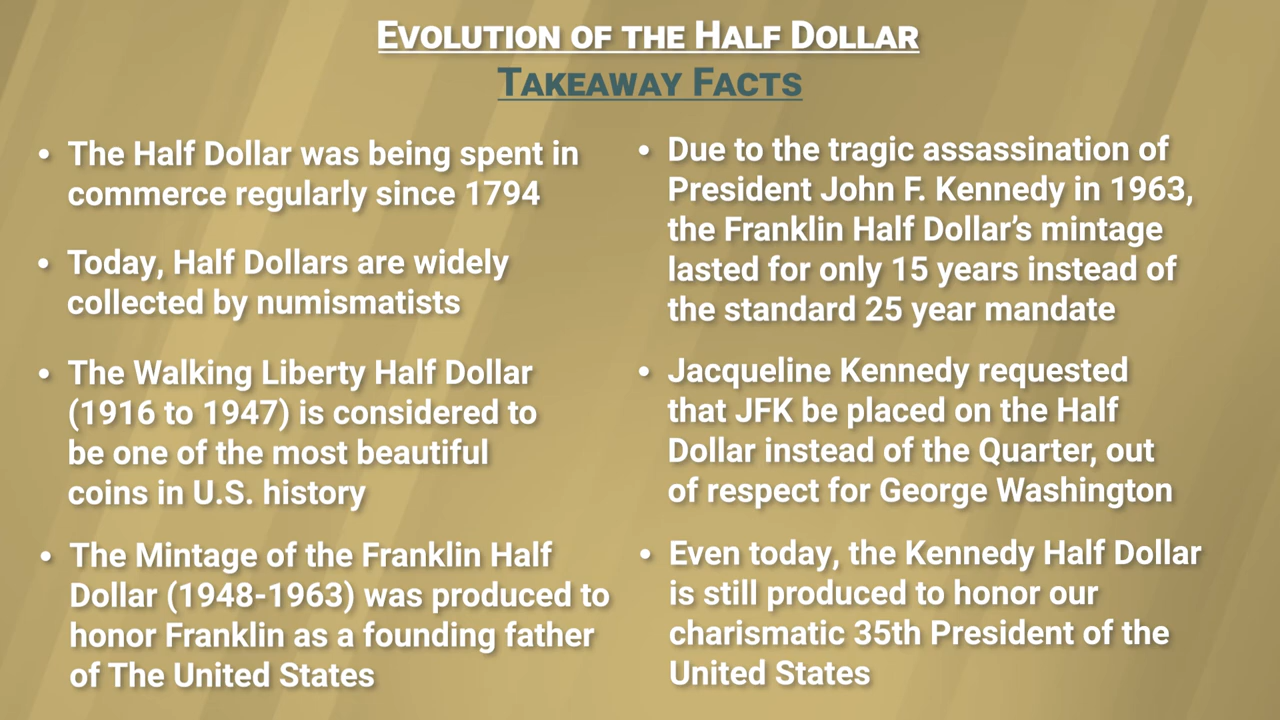 Evolution of the Half Dollar
Takeaway Facts
• The Half Dollar was being spent in
commerce regularly since 1794
• Today, Half Dollars are widely
collected by numismatists
• The Walking Liberty Half Dollar
(1916 to 1947) is considered to
be one of the most beautiful
coins in U.S. history
• The Mintage of the Franklin Half
Dollar (1948-1963) was produced to
honor Franklin as a founding father
of The United States
• Due to the tragic assassination of
President John F. Kennedy in 1963,
the Franklin Half Dollar’s mintage
lasted for only 15 years instead of
the standard 25 year mandate
• Jacqueline Kennedy requested
that JFK be placed on the Half
Dollar instead of the Quarter, out
of respect for George Washington
• Even today, the Kennedy Half Dollar
is still produced to honor our
charismatic 35th President of the
United States